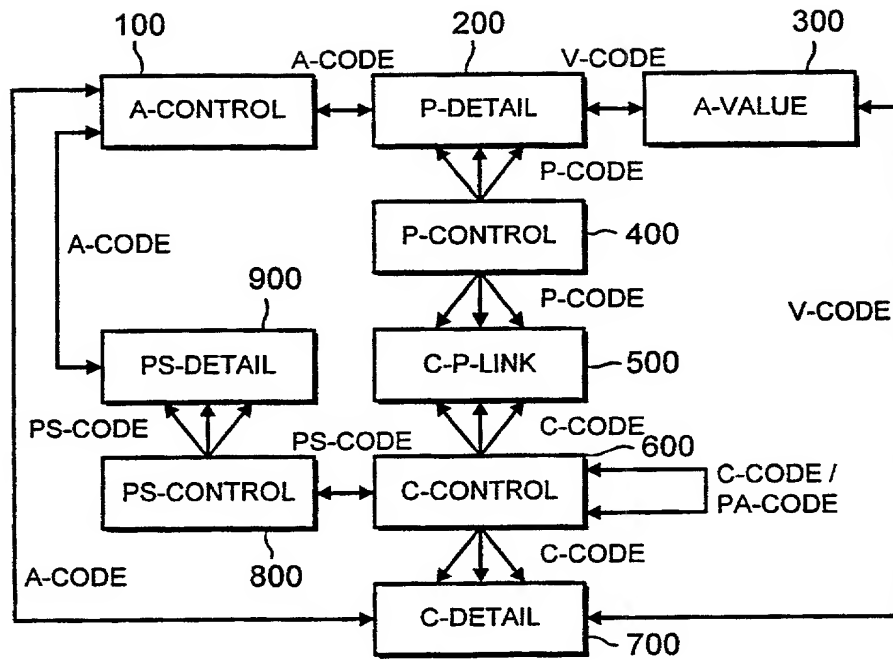 100
200
300
A-CODE
V-CODE
A-CONTROL
P-DETAIL
A-VALUE
P-CODE
P-CONTROL
400
A-CODE
P-CODE
V-CODE
900
PS-DETAIL
C-P-LINK
500
PS-CODE
PS-CODE
C-CODE
600
PS-CONTROL
C-CONTROL
C-CODE /
PA-CODE
800
C-CODE
A-CODE
C-DETAIL
700